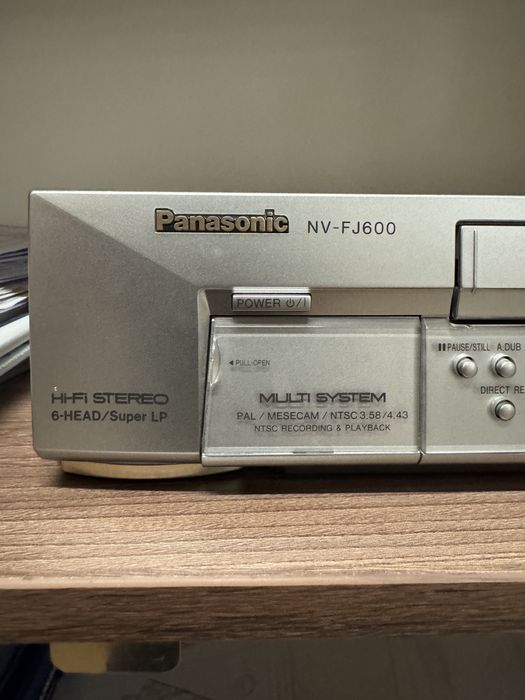 Panasonic NV-FJ600
POWER ⏻/I
◀ PULL-OPEN
MULTI SYSTEM
PAL / MESECAM / NTSC 3.58/4.43
NTSC RECORDING & PLAYBACK
Hi-Fi STEREO
6-HEAD/Super LP
PAUSE/STILL A.DUB
DIRECT RE